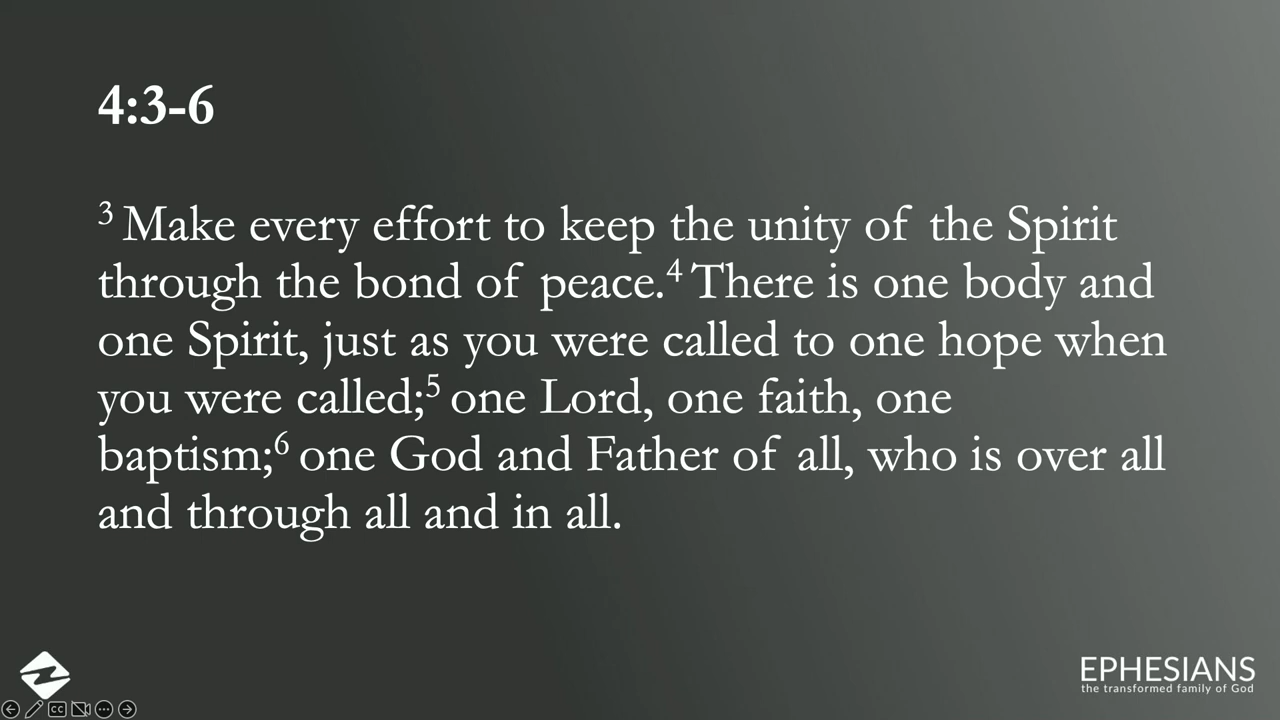 4:3-6
3 Make every effort to keep the unity of the Spirit
through the bond of peace.4 There is one body and
one Spirit, just as you were called to one hope when
you were called;5 one Lord, one faith, one
baptism;6 one God and Father of all, who is over all
and through all and in all.
EPHESIANS
the transformed family of God
CC